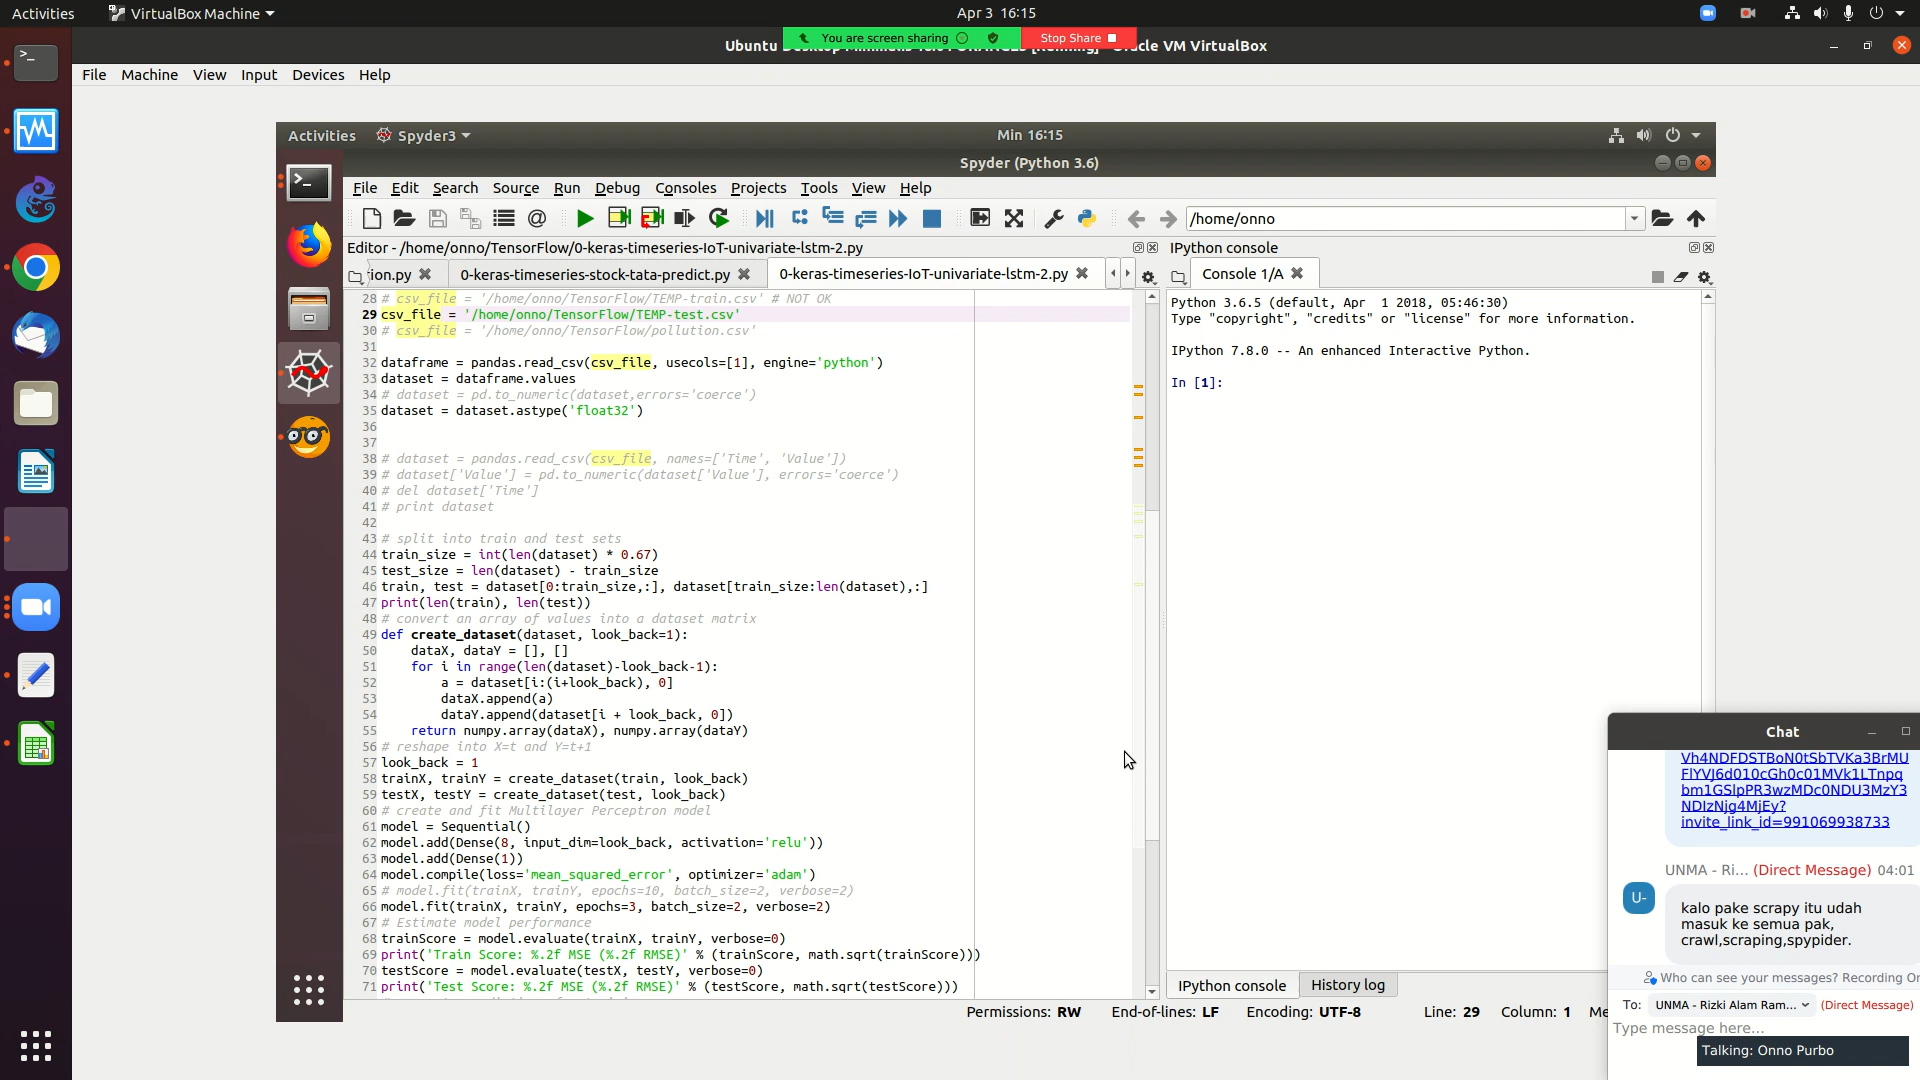 Activities VirtualBox Machine Apr 3 16:15
You are screen sharing Stop Share
Ubuntu cle VM VirtualBox
File Machine View Input Devices Help
Activities Spyder3 Min 16:15
Spyder (Python 3.6)
File Edit Search Source Run Debug Consoles Projects Tools View Help
/home/onno
Editor - /home/onno/TensorFlow/0-keras-timeseries-IoT-univariate-lstm-2.py
ion.py 0-keras-timeseries-stock-tata-predict.py 0-keras-timeseries-IoT-univariate-lstm-2.py
28 # csv_file = '/home/onno/TensorFlow/TEMP-train.csv' # NOT OK
29 csv_file = '/home/onno/TensorFlow/TEMP-test.csv'
30 # csv_file = '/home/onno/TensorFlow/pollution.csv'
31
32 dataframe = pandas.read_csv(csv_file, usecols=[1], engine='python')
33 dataset = dataframe.values
34 # dataset = pd.to_numeric(dataset,errors='coerce')
35 dataset = dataset.astype('float32')
36
37
38 # dataset = pandas.read_csv(csv_file, names=['Time', 'Value'])
39 # dataset['Value'] = pd.to_numeric(dataset['Value'], errors='coerce')
40 # del dataset['Time']
41 # print dataset
42
43 # split into train and test sets
44 train_size = int(len(dataset) * 0.67)
45 test_size = len(dataset) - train_size
46 train, test = dataset[0:train_size,:], dataset[train_size:len(dataset),:]
47 print(len(train), len(test))
48 # convert an array of values into a dataset matrix
49 def create_dataset(dataset, look_back=1):
50 dataX, dataY = [], []
51 for i in range(len(dataset)-look_back-1):
52 a = dataset[i:(i+look_back), 0]
53 dataX.append(a)
54 dataY.append(dataset[i + look_back, 0])
55 return numpy.array(dataX), numpy.array(dataY)
56 # reshape into X=t and Y=t+1
57 look_back = 1
58 trainX, trainY = create_dataset(train, look_back)
59 testX, testY = create_dataset(test, look_back)
60 # create and fit Multilayer Perceptron model
61 model = Sequential()
62 model.add(Dense(8, input_dim=look_back, activation='relu'))
63 model.add(Dense(1))
64 model.compile(loss='mean_squared_error', optimizer='adam')
65 # model.fit(trainX, trainY, epochs=10, batch_size=2, verbose=2)
66 model.fit(trainX, trainY, epochs=3, batch_size=2, verbose=2)
67 # Estimate model performance
68 trainScore = model.evaluate(trainX, trainY, verbose=0)
69 print('Train Score: %.2f MSE (%.2f RMSE)' % (trainScore, math.sqrt(trainScore)))
70 testScore = model.evaluate(testX, testY, verbose=0)
71 print('Test Score: %.2f MSE (%.2f RMSE)' % (testScore, math.sqrt(testScore)))
IPython console
Console 1/A
Python 3.6.5 (default, Apr 1 2018, 05:46:30)
Type "copyright", "credits" or "license" for more information.
IPython 7.8.0 -- An enhanced Interactive Python.
In [1]:
IPython console History log
Permissions: RW End-of-lines: LF Encoding: UTF-8 Line: 29 Column: 1 Me
Chat
Vh4NDFDSTBoN0tSbTVKa3BrMU
FlYVJ6d010cGh0c01MVk1LTnpq
bm1GSlpPR3wzMDc0NDU3MzY3
NDIzNjg4MjEy?
invite_link_id=991069938733
UNMA - Ri... (Direct Message) 04:01
U-
kalo pake scrapy itu udah
masuk ke semua pak,
crawl,scraping,spypider.
Who can see your messages? Recording On
To: UNMA - Rizki Alam Ram... (Direct Message)
Type message here...
Talking: Onno Purbo